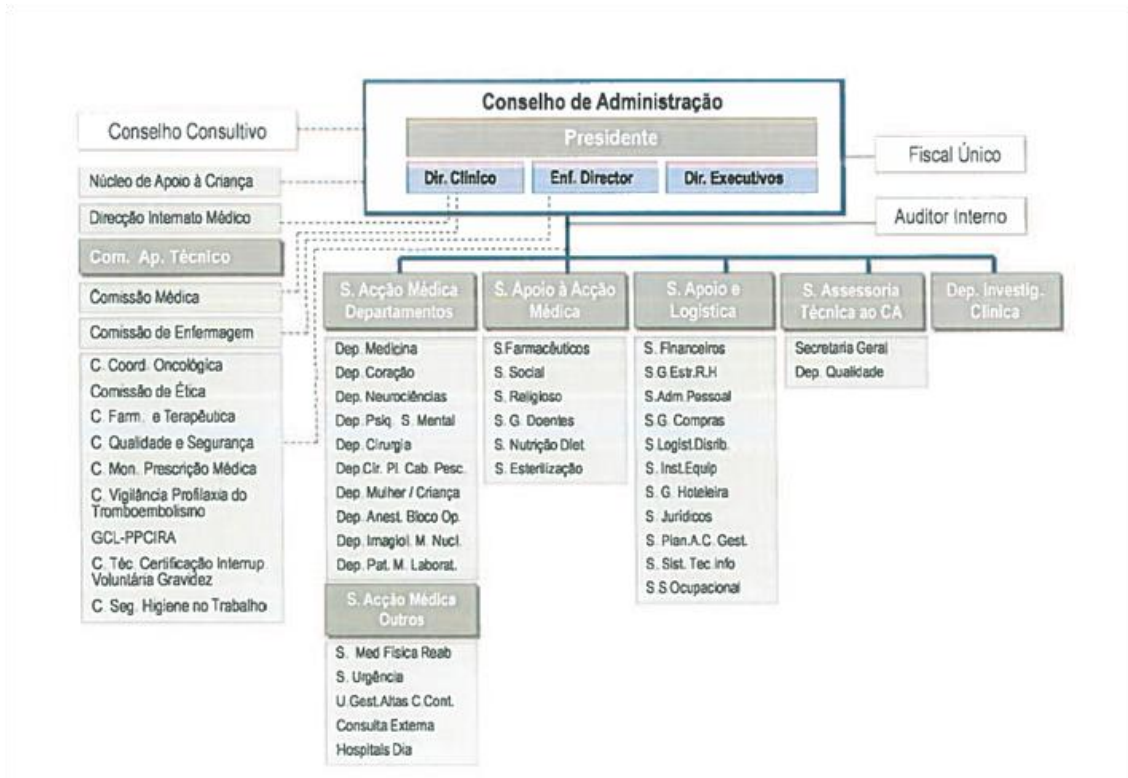 Conselho de Administração
Presidente
Dir. Clínico
Enf. Director
Dir. Executivos
Conselho Consultivo
Núcleo de Apoio à Criança
Direcção Internato Médico
Com. Ap. Técnico
Comissão Médica
Comissão de Enfermagem
C. Coord. Oncológica
Comissão de Ética
C. Farm. e Terapêutica
C. Qualidade e Segurança
C. Mon. Prescrição Médica
C. Vigilância Profilaxia do
Tromboembolismo
GCL-PPCIRA
C. Téc. Certificação Interrup
Voluntária Gravidez
C. Seg. Higiene no Trabalho
Fiscal Único
Auditor Interno
S. Acção Médica
Departamentos
Dep. Medicina
Dep. Coração
Dep. Neurociências
Dep. Psiq. S. Mental
Dep. Cirurgia
Dep.Cir. Pl. Cab. Pesc.
Dep. Mulher / Criança
Dep. Anest. Bloco Op.
Dep. Imagiol. M. Nucl.
Dep. Pat. M. Laborat.
S. Acção Médica
Outros
S. Med Física Reab
S. Urgência
U.Gest.Altas C.Cont.
Consulta Externa
Hospitais Dia
S. Apoio à Acção
Médica
S.Farmacêuticos
S. Social
S. Religioso
S. G. Doentes
S. Nutrição Diet.
S. Esterilização
S. Apoio e
Logística
S. Financeiros
S.G.Estr.R.H
S.Adm.Pessoal
S.G. Compras
S.Logist.Distrib.
S. Inst.Equip
S. G. Hoteleira
S. Jurídicos
S. Plan.A.C. Gest.
S. Sist. Tec.Info
S.S.Ocupacional
S. Assessoria
Técnica ao CA
Secretaria Geral
Dep. Qualidade
Dep. Investig.
Clínica